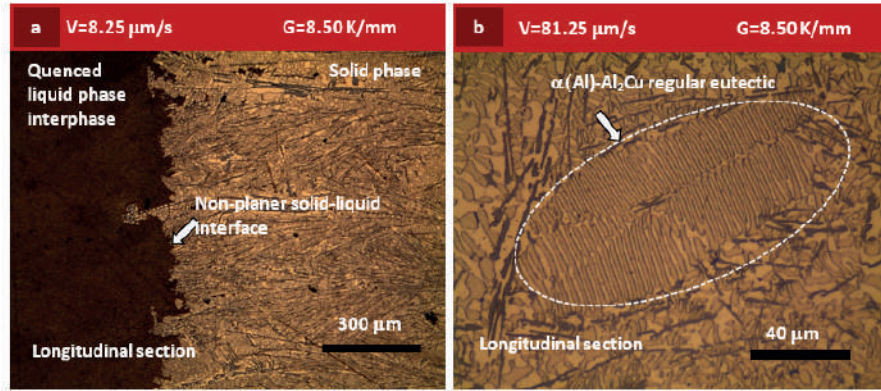 a V=8.25 μm/s G=8.50 K/mm
Quenced
liquid phase
interphase
Solid phase
Non-planer solid-liquid
interface
300 μm
Longitudinal section
b V=81.25 μm/s G=8.50 K/mm
α(Al)-Al₂Cu regular eutectic
40 μm
Longitudinal section